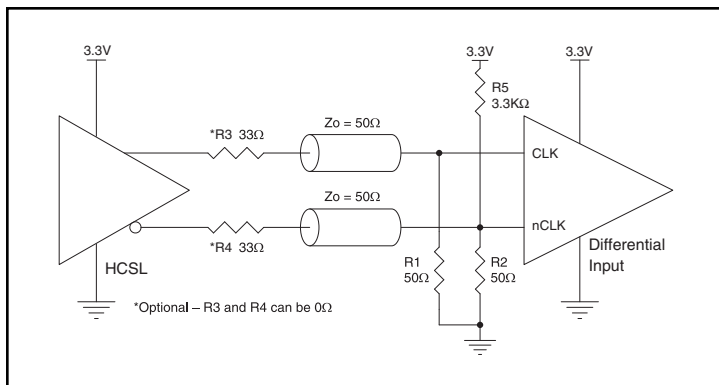 3.3V
3.3V
3.3V
R5
3.3KΩ
*R3 33Ω
Zo = 50Ω
CLK
Zo = 50Ω
nCLK
*R4 33Ω
HCSL
R1
50Ω
R2
50Ω
Differential
Input
*Optional – R3 and R4 can be 0Ω